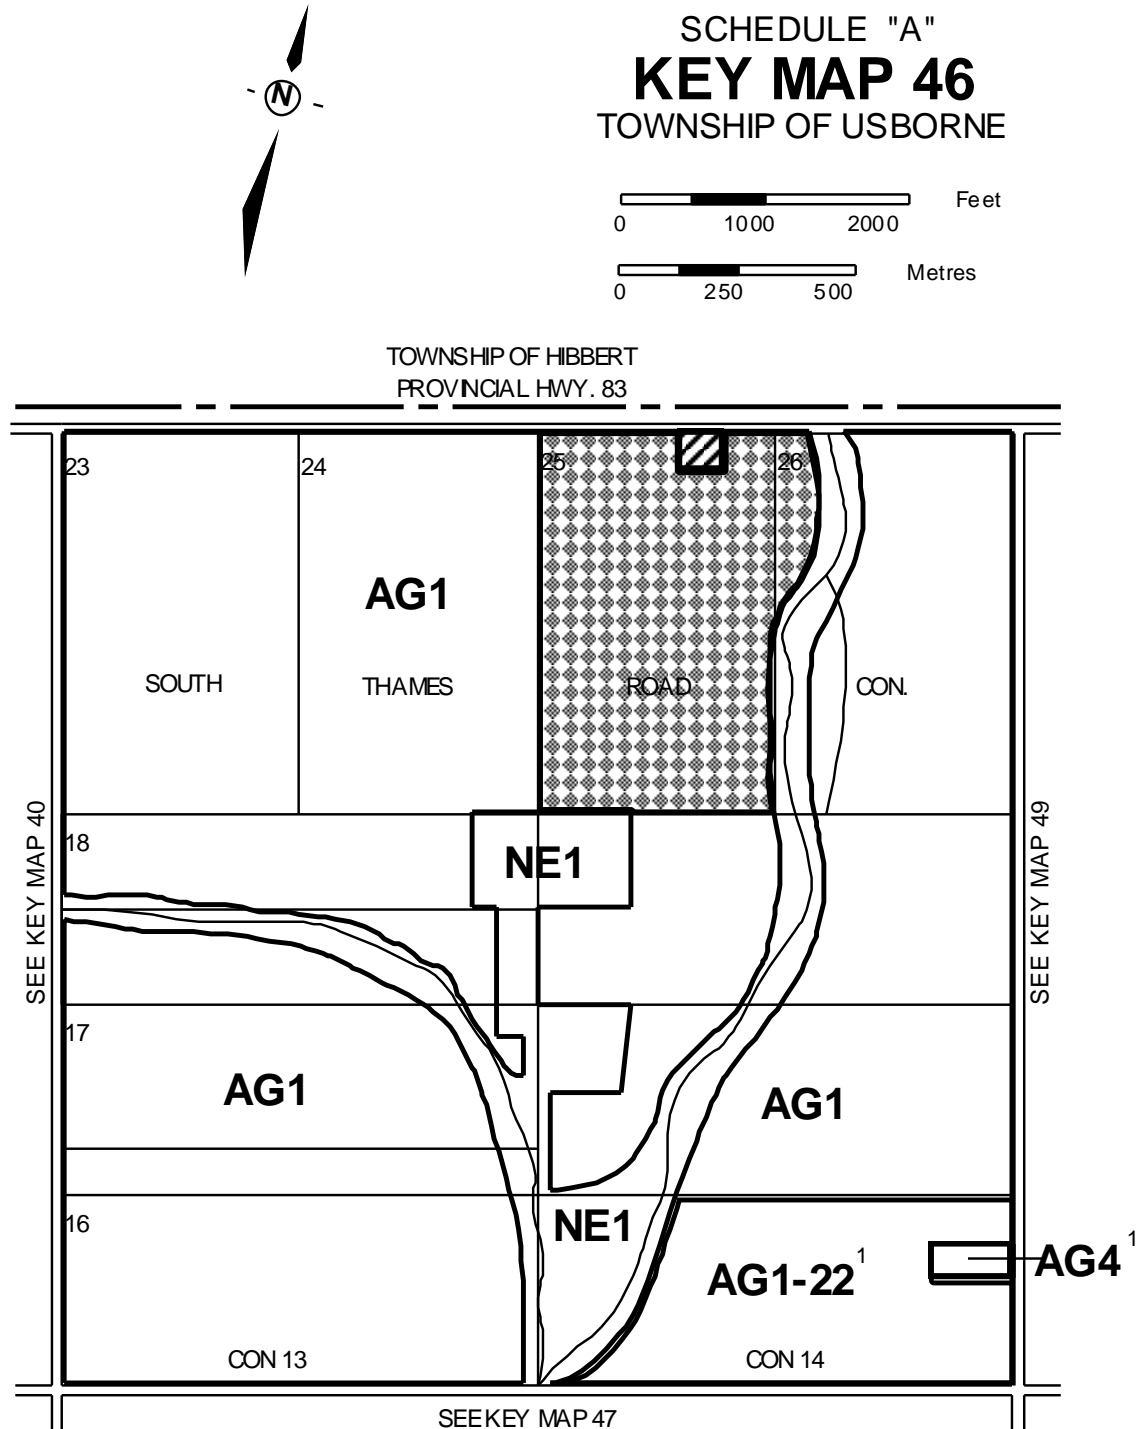 SCHEDULE "A"
KEY MAP 46
TOWNSHIP OF USBORNE
N
Feet
0 1000 2000
Metres
0 250 500
TOWNSHIP OF HIBBERT
PROVINCIAL HWY. 83
23 24 25 26
AG1
SOUTH THAMES ROAD CON.
SEE KEY MAP 40
SEE KEY MAP 49
18
NE1
17
AG1
AG1
16
NE1
AG1-22 1
AG4 1
CON 13
CON 14
SEE KEY MAP 47